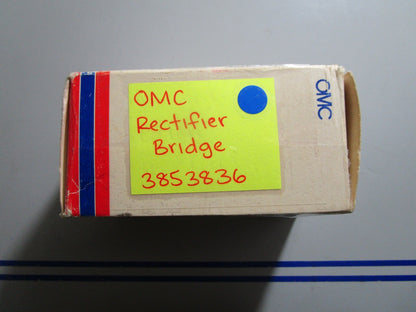 OMC
Rectifier
Bridge
3853836
OMC